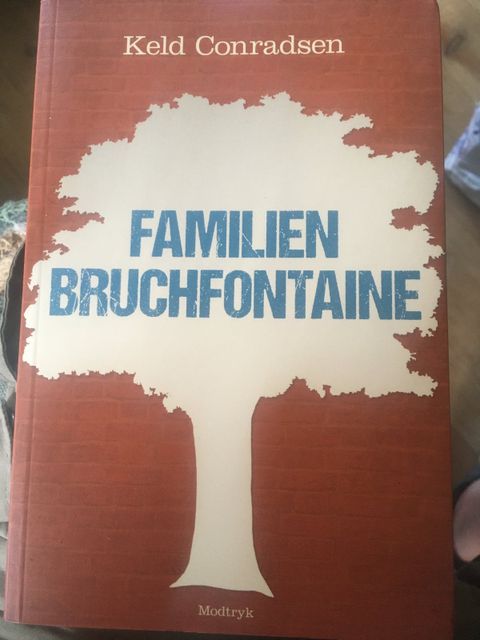 Keld Conradsen
FAMILIEN
BRUCHFONTAINE
Modtryk